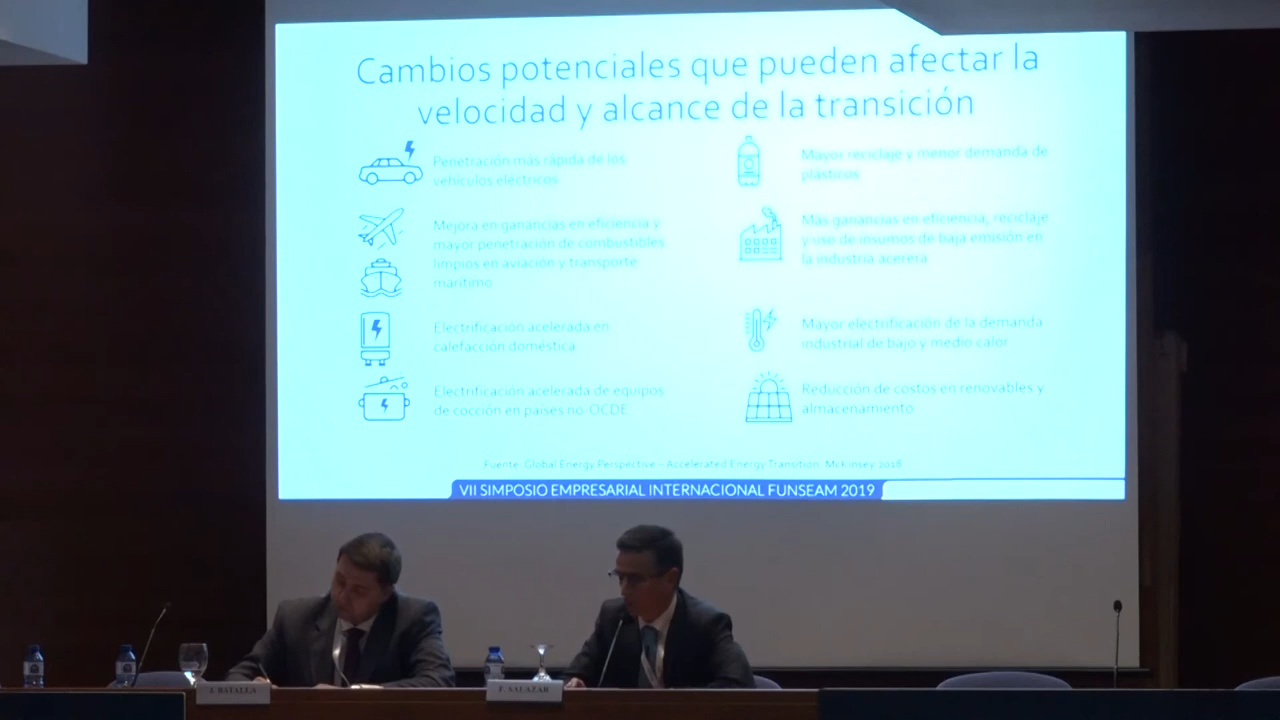 Cambios potenciales que pueden afectar la
velocidad y alcance de la transición
Penetración más rápida de los
vehículos eléctricos
Mejora en ganancias en eficiencia y
mayor penetración de combustibles
limpios en aviación y transporte
marítimo
Electrificación acelerada en
calefacción doméstica
Electrificación acelerada de equipos
de cocción en países no-OCDE
Mayor reciclaje y menor demanda de
plásticos
Más ganancias en eficiencia, reciclaje
y uso de insumos de baja emisión en
la industria acerera
Mayor electrificación de la demanda
industrial de bajo y medio calor
Reducción de costos en renovables y
almacenamiento
Fuente: Global Energy Perspective – Accelerated Energy Transition. McKinsey 2018
VII SIMPOSIO EMPRESARIAL INTERNACIONAL FUNSEAM 2019
J. BATALLA
F. SALAZAR